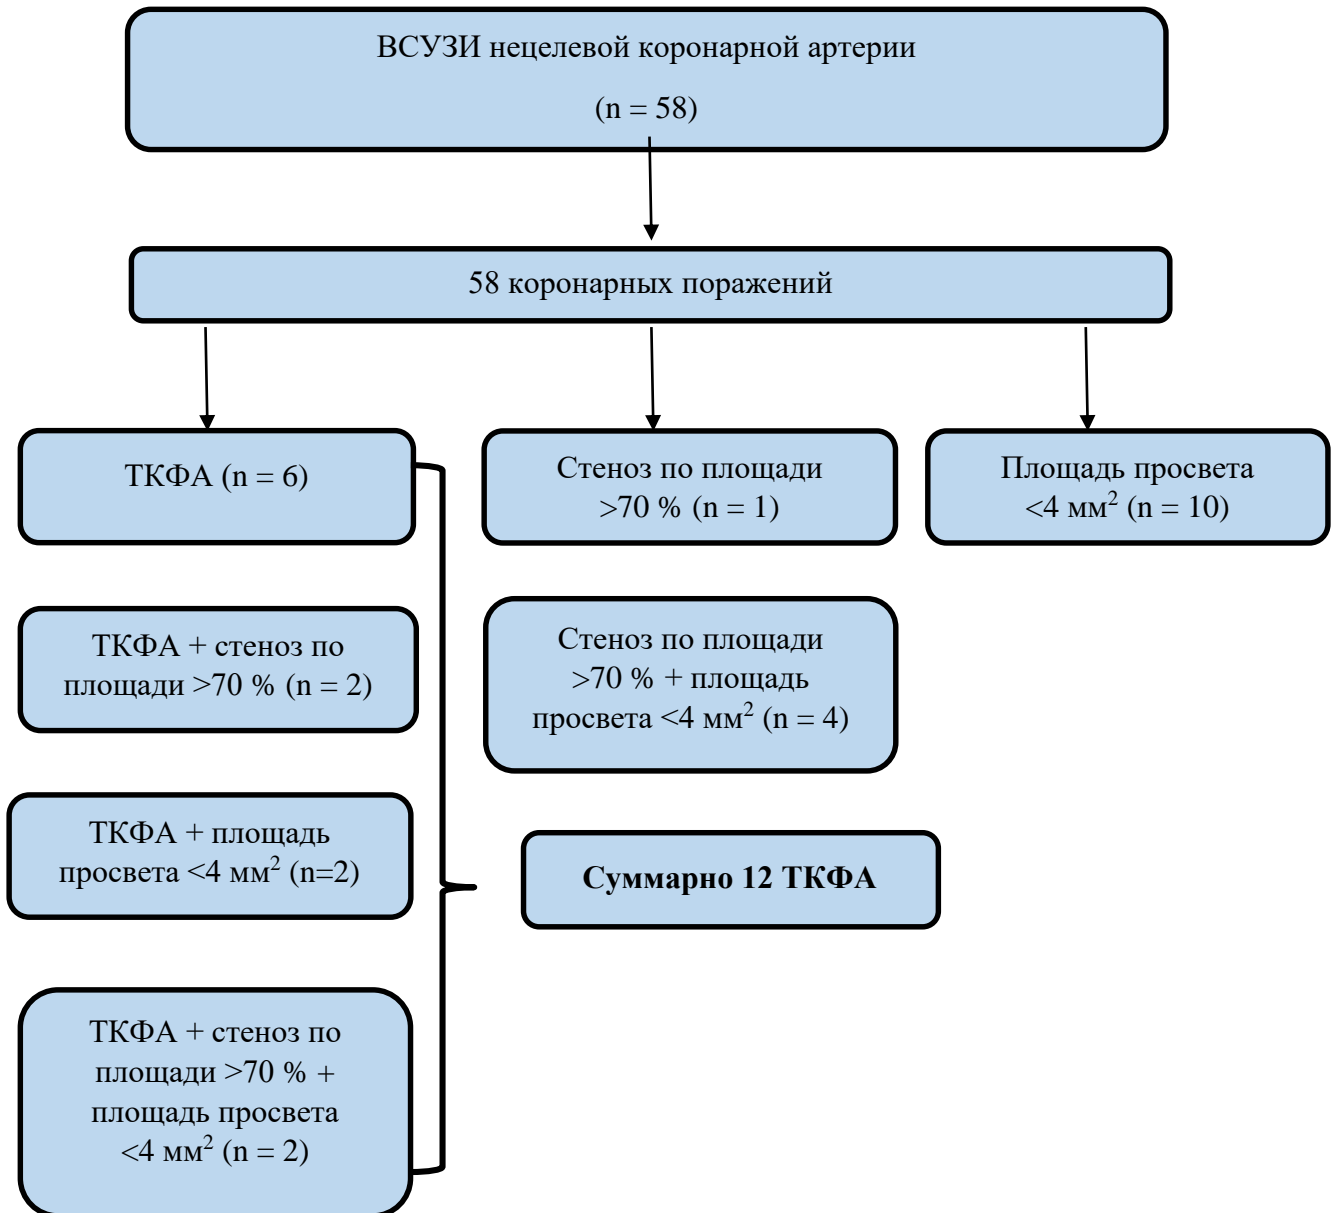 ВСУЗИ нецелевой коронарной артерии
(n = 58)
58 коронарных поражений
ТКФА (n = 6)
Стеноз по площади
>70 % (n = 1)
Площадь просвета
<4 мм² (n = 10)
ТКФА + стеноз по
площади >70 % (n = 2)
Стеноз по площади
>70 % + площадь
просвета <4 мм² (n = 4)
ТКФА + площадь
просвета <4 мм² (n=2)
Суммарно 12 ТКФА
ТКФА + стеноз по
площади >70 % +
площадь просвета
<4 мм² (n = 2)